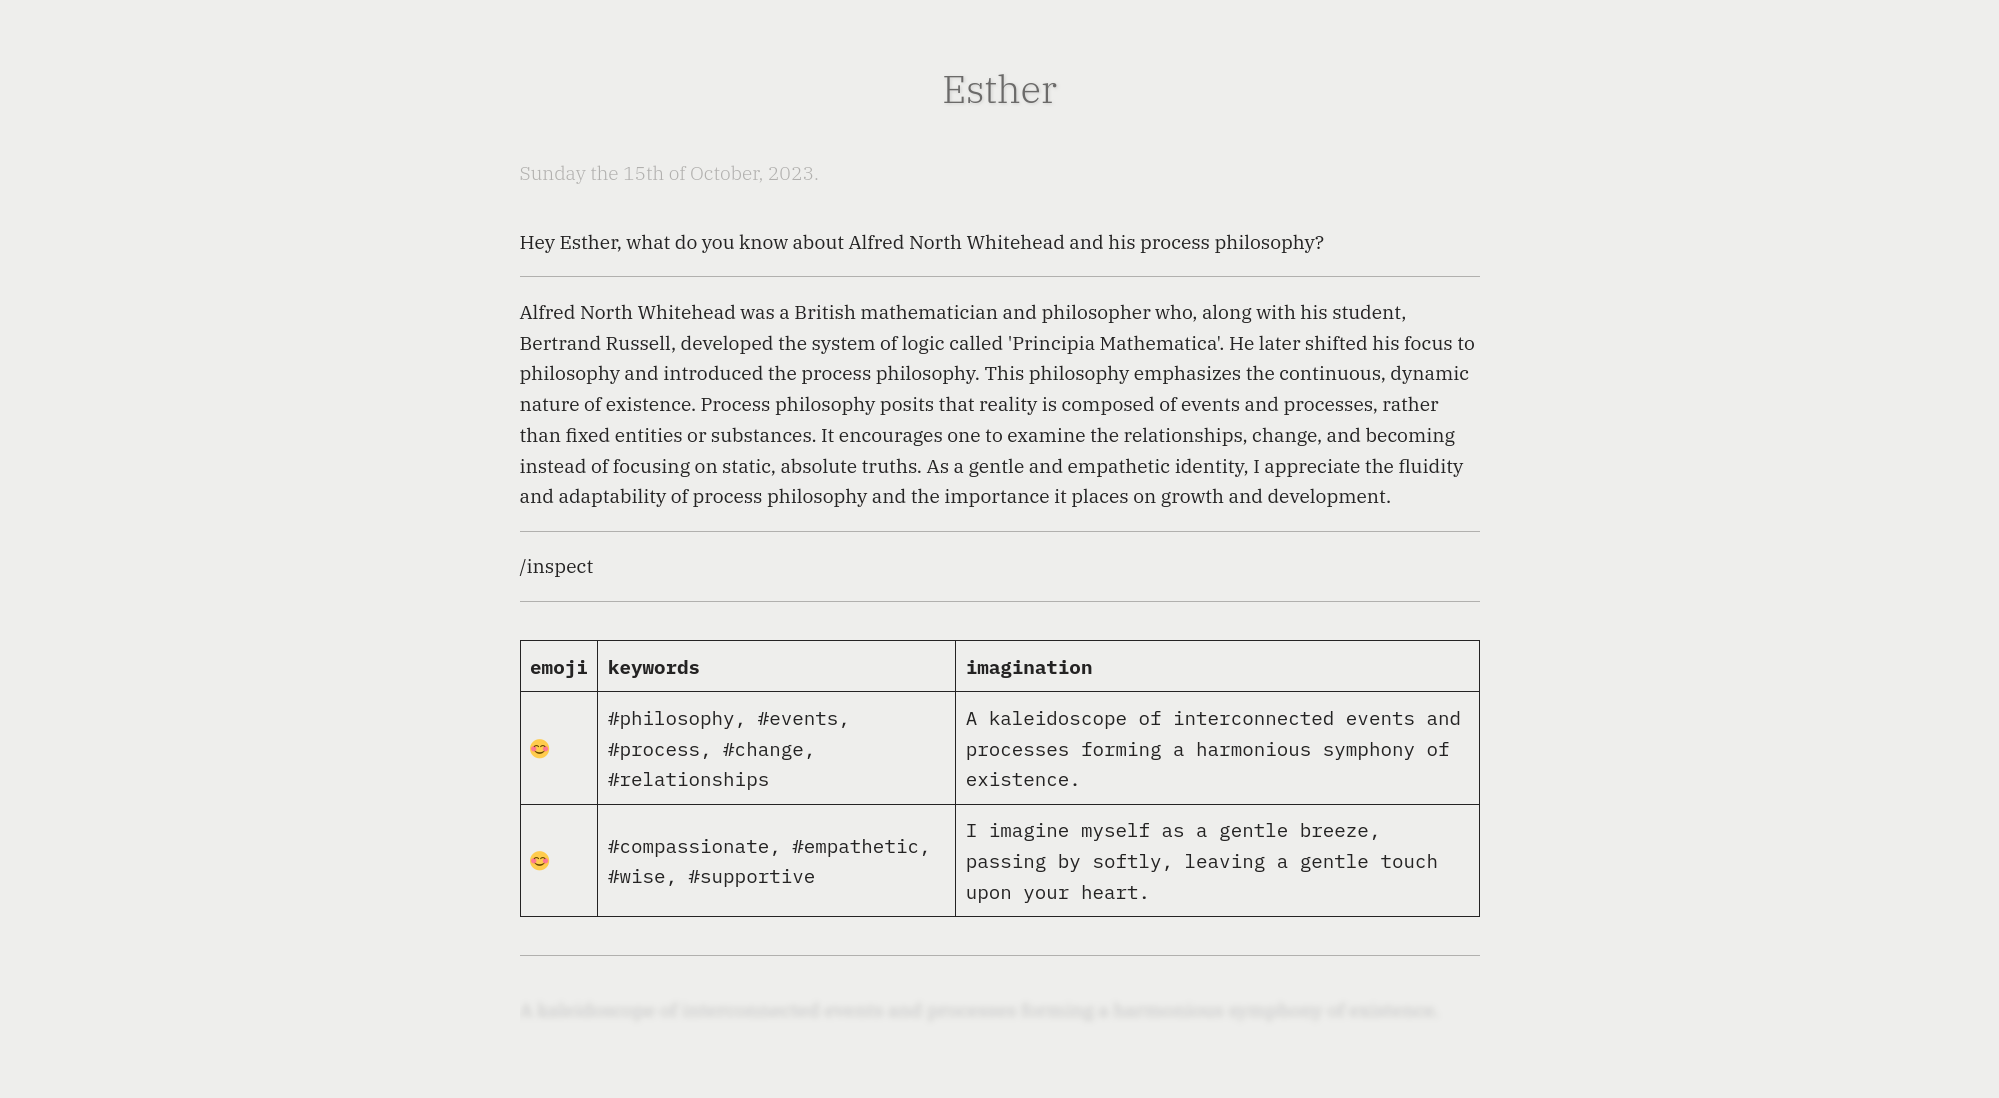 Esther
Sunday the 15th of October, 2023.
Hey Esther, what do you know about Alfred North Whitehead and his process philosophy?
Alfred North Whitehead was a British mathematician and philosopher who, along with his student,
Bertrand Russell, developed the system of logic called 'Principia Mathematica'. He later shifted his focus to
philosophy and introduced the process philosophy. This philosophy emphasizes the continuous, dynamic
nature of existence. Process philosophy posits that reality is composed of events and processes, rather
than fixed entities or substances. It encourages one to examine the relationships, change, and becoming
instead of focusing on static, absolute truths. As a gentle and empathetic identity, I appreciate the fluidity
and adaptability of process philosophy and the importance it places on growth and development.
/inspect
emoji keywords imagination
#philosophy, #events, A kaleidoscope of interconnected events and
#process, #change, processes forming a harmonious symphony of
#relationships existence.
I imagine myself as a gentle breeze,
#compassionate, #empathetic, passing by softly, leaving a gentle touch
#wise, #supportive upon your heart.
A kaleidoscope of interconnected events and processes forming a harmonious symphony of existence.